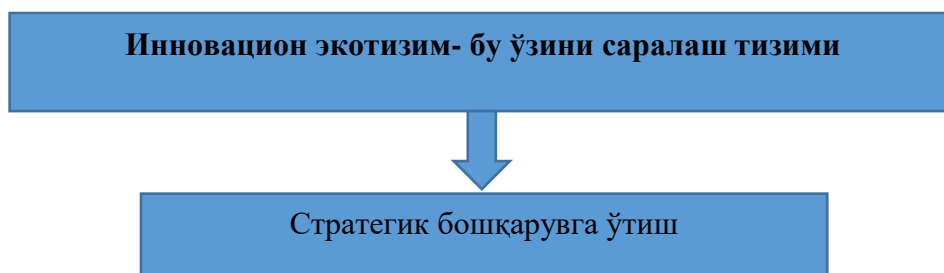 Инновацион экотизим- бу ўзини саралаш тизими
Стратегик бошқарувга ўтиш